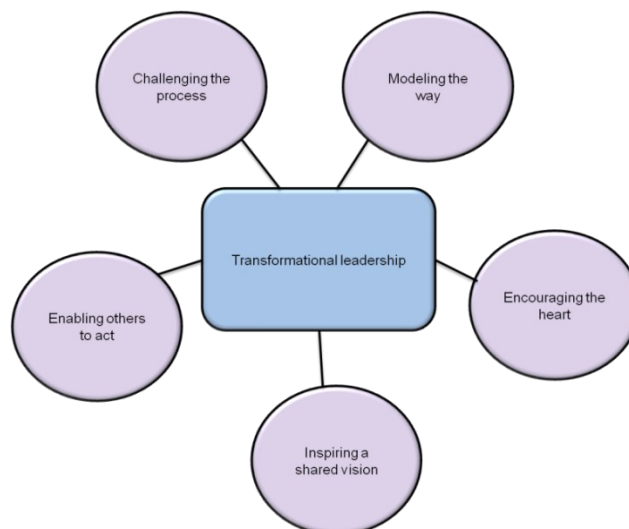 Challenging the
process
Modeling the
way
Transformational leadership
Enabling others
to act
Encouraging the
heart
Inspiring a
shared vision